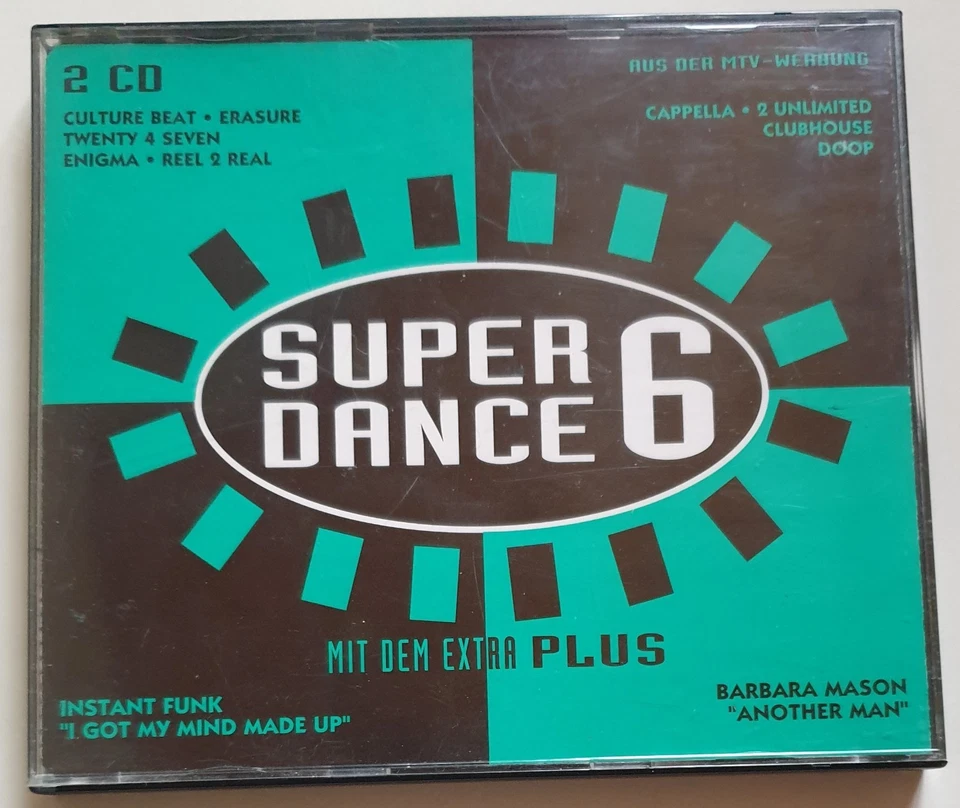 2 CD
CULTURE BEAT • ERASURE
TWENTY 4 SEVEN
ENIGMA • REEL 2 REAL
AUS DER MTV-WERBUNG
CAPPELLA • 2 UNLIMITED
CLUBHOUSE
DOOP
SUPER
DANCE 6
MIT DEM EXTRA PLUS
INSTANT FUNK
"I GOT MY MIND MADE UP"
BARBARA MASON
"ANOTHER MAN"